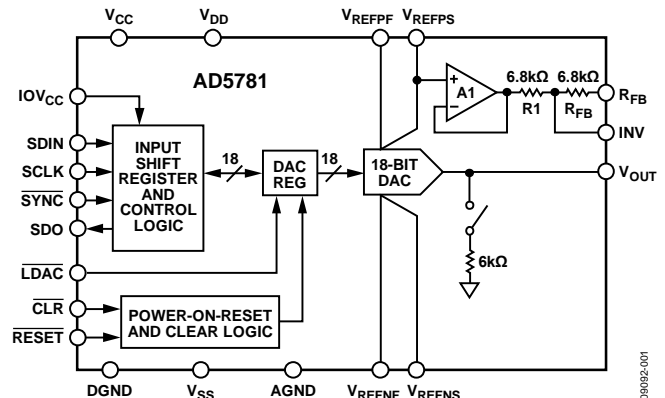 VCC
VDD
VREFPF
VREFPS
AD5781
IOVCC
SDIN
SCLK
SYNC
SDO
LDAC
CLR
RESET
INPUT
SHIFT
REGISTER
AND
CONTROL
LOGIC
18
DAC
REG
18
18-BIT
DAC
A1
6.8kΩ
R1
6.8kΩ
RFB
RFB
INV
VOUT
6kΩ
POWER-ON-RESET
AND CLEAR LOGIC
DGND
VSS
AGND
VREFNF
VREFNS
09092-001